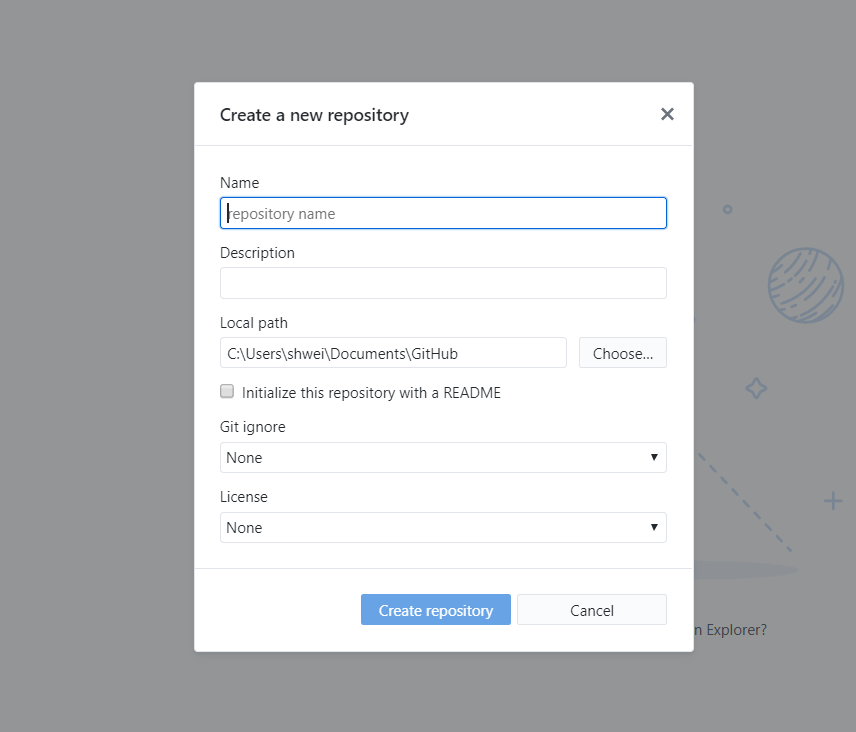 Create a new repository
Name
repository name
Description
Local path
C:\Users\shwei\Documents\GitHub
Choose...
Initialize this repository with a README
Git ignore
None
License
None
Create repository
Cancel
Explorer?